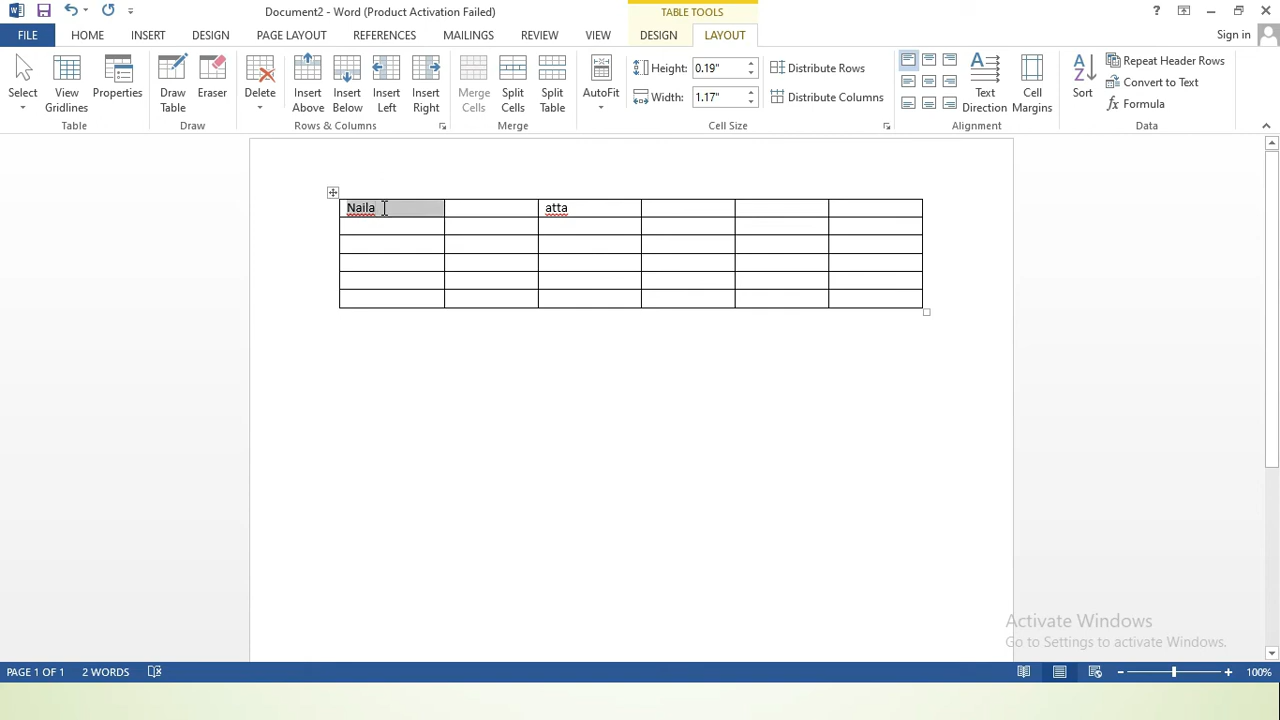 Document2 - Word (Product Activation Failed)
TABLE TOOLS
?
FILE HOME INSERT DESIGN PAGE LAYOUT REFERENCES MAILINGS REVIEW VIEW DESIGN LAYOUT Sign in
Select
View Gridlines
Properties
Table
Draw Table
Eraser
Draw
Delete
Insert Above
Insert Below
Insert Left
Insert Right
Rows & Columns
Merge Cells
Split Cells
Split Table
Merge
AutoFit
Height: 0.19"
Width: 1.17"
Distribute Rows
Distribute Columns
Cell Size
Text Direction
Cell Margins
Alignment
Sort
Repeat Header Rows
Convert to Text
Formula
Data
Naila atta
Activate Windows
Go to Settings to activate Windows.
PAGE 1 OF 1 2 WORDS 100%